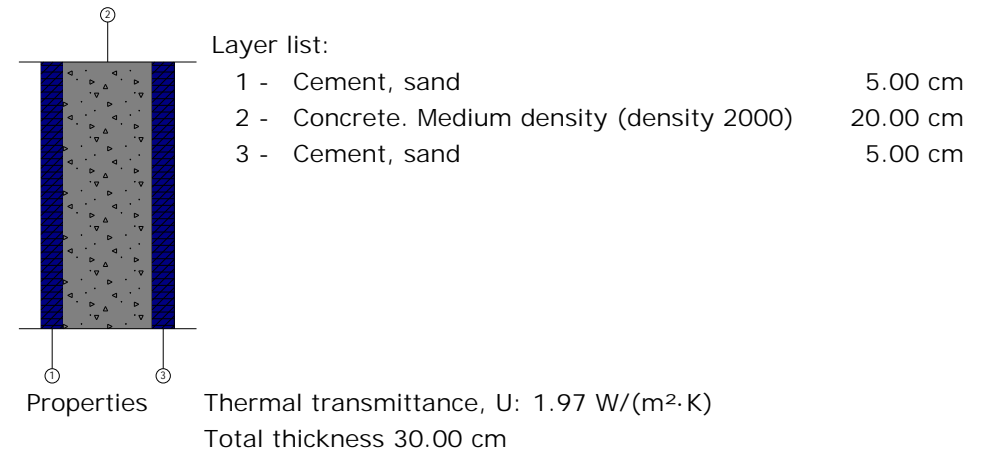 2
Layer list:
1 - Cement, sand 5.00 cm
2 - Concrete. Medium density (density 2000) 20.00 cm
3 - Cement, sand 5.00 cm
1 3
Properties Thermal transmittance, U: 1.97 W/(m²·K)
Total thickness 30.00 cm